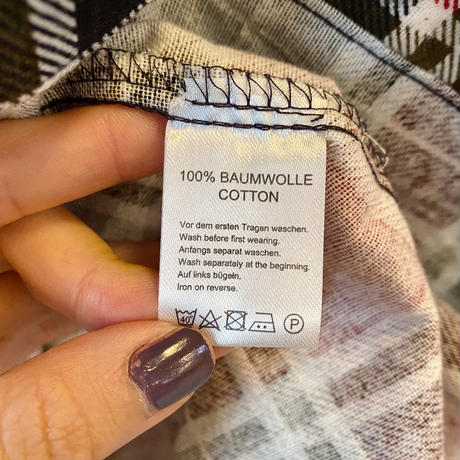 100% BAUMWOLLE
COTTON
Vor dem ersten Tragen waschen.
Wash before first wearing.
Anfangs separat waschen.
Wash separately at the beginning.
Auf links bügeln.
Iron on reverse.
40 P